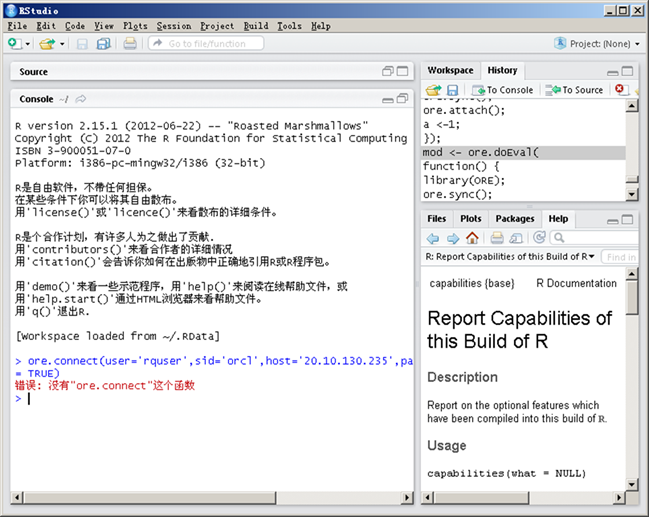 RStudio
File Edit Code View Plots Session Project Build Tools Help
Go to file/function
Project: (None)
Source
Console ~/
R version 2.15.1 (2012-06-22) -- "Roasted Marshmallows"
Copyright (C) 2012 The R Foundation for Statistical Computing
ISBN 3-900051-07-0
Platform: i386-pc-mingw32/i386 (32-bit)
R是自由软件，不带任何担保。
在某些条件下你可以将其自由散布。
用'license()'或'licence()'来看散布的详细条件。
R是个合作计划，有许多人为之做出了贡献.
用'contributors()'来看合作者的详细情况
用'citation()'会告诉你如何在出版物中正确地引用R或R程序包。
用'demo()'来看一些示范程序，用'help()'来阅读在线帮助文件，或
用'help.start()'通过HTML浏览器来看帮助文件。
用'q()'退出R.
[Workspace loaded from ~/.RData]
> ore.connect(user='rquser',sid='orcl',host='20.10.130.235',pa
= TRUE)
错误: 没有"ore.connect"这个函数
>
Workspace History
To Console To Source
ore.sync();
ore.attach();
a <-1;
});
mod <- ore.doEval(
function() {
library(ORE);
ore.sync();
Files Plots Packages Help
R: Report Capabilities of this Build of R Find in
capabilities {base} R Documentation
Report Capabilities of
this Build of R
Description
Report on the optional features which
have been compiled into this build of R.
Usage
capabilities(what = NULL)